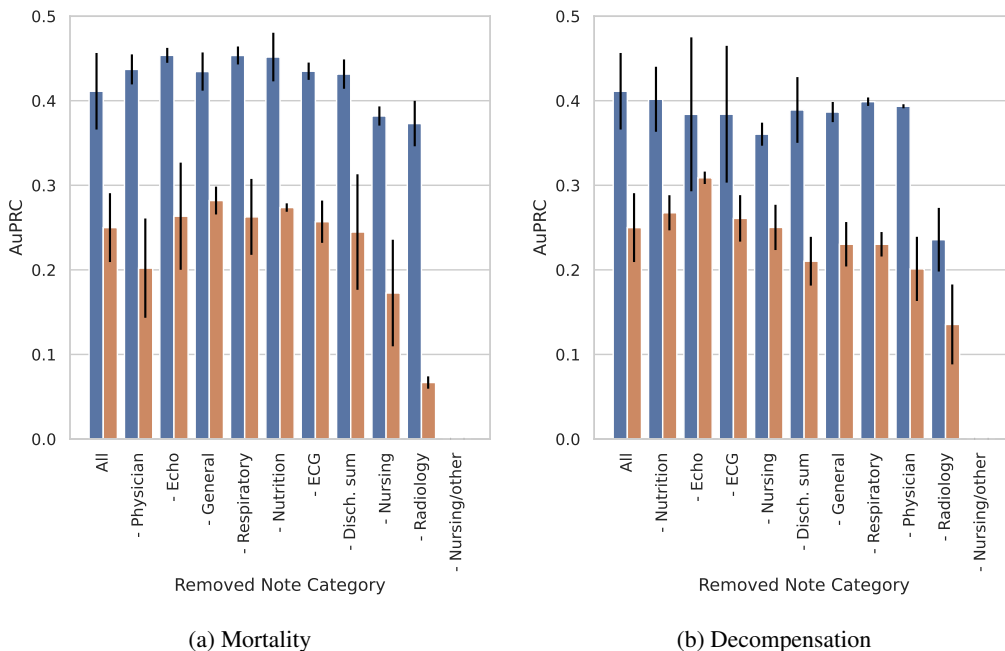 0.5
0.4
0.3
0.2
0.1
0.0
AuPRC
All
- Physician
- Echo
- General
- Respiratory
- Nutrition
- ECG
- Disch. sum
- Nursing
- Radiology
- Nursing/other
Removed Note Category
(a) Mortality
0.5
0.4
0.3
0.2
0.1
0.0
AuPRC
All
- Nutrition
- Echo
- ECG
- Nursing
- Disch. sum
- General
- Respiratory
- Physician
- Radiology
- Nursing/other
Removed Note Category
(b) Decompensation